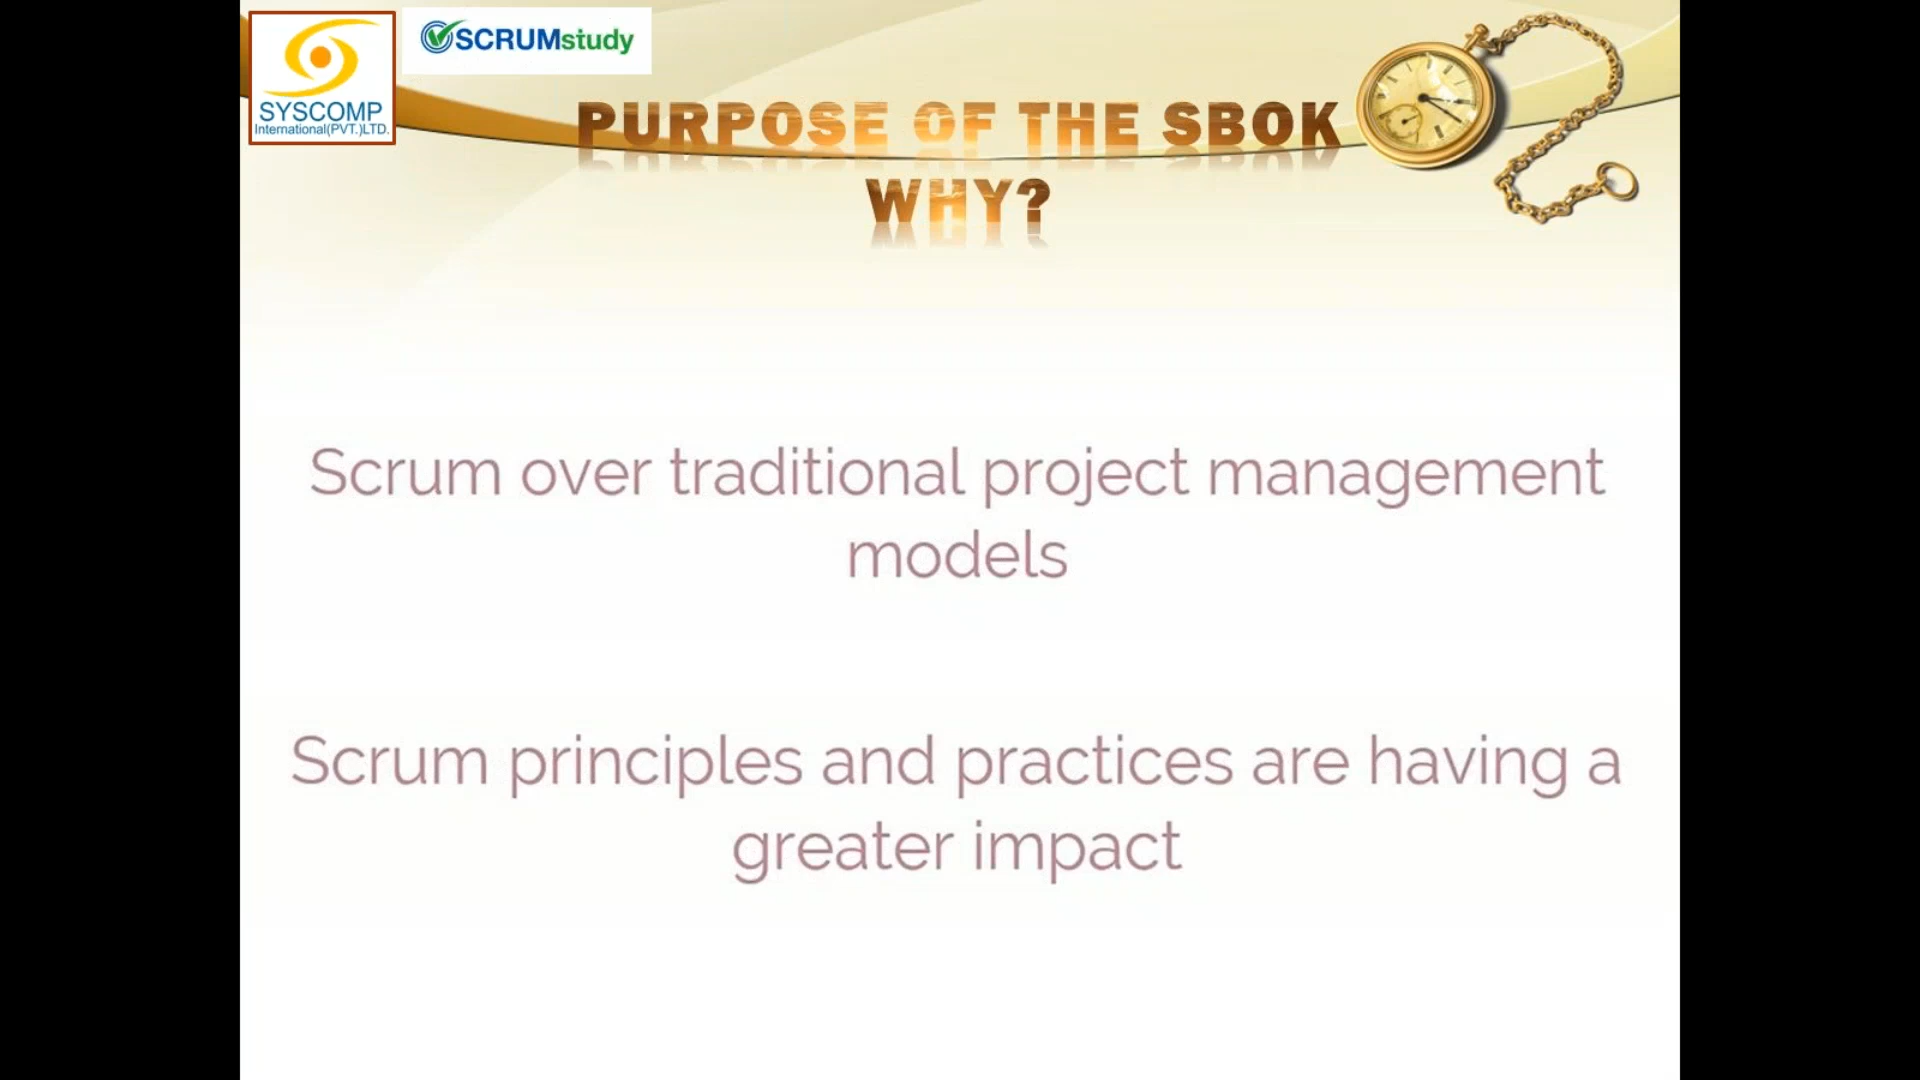 SYSCOMP
International(PVT.)LTD.
SCRUMstudy
PURPOSE OF THE SBOK
WHY?
Scrum over traditional project management
models
Scrum principles and practices are having a
greater impact